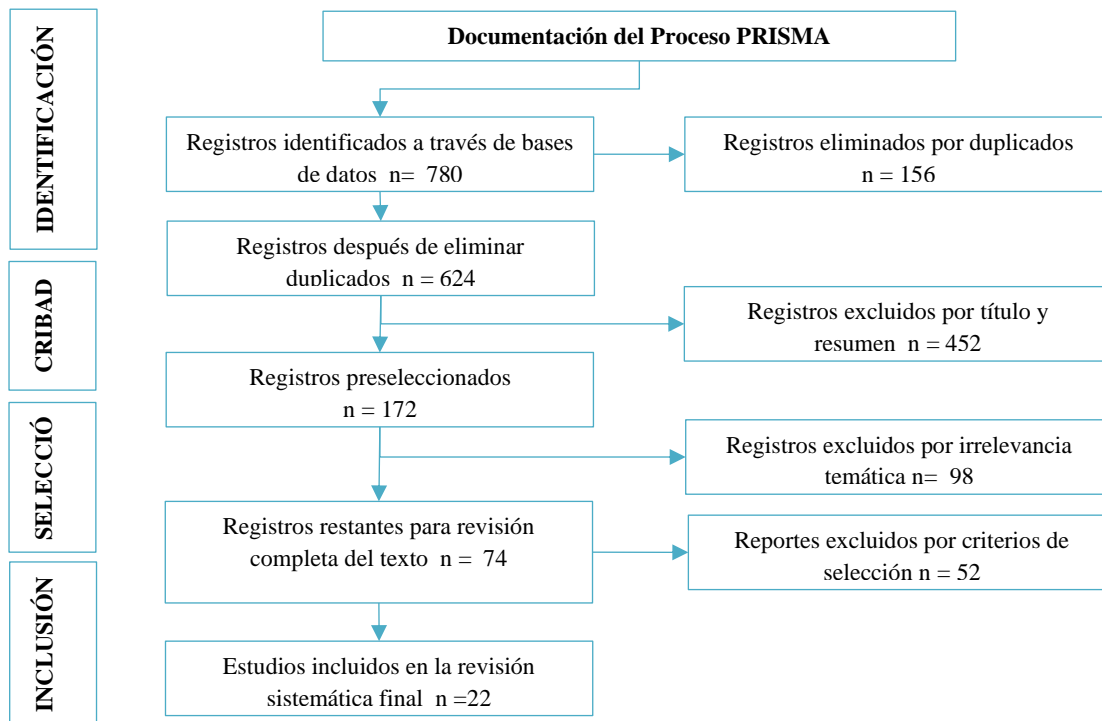 IDENTIFICACIÓN
Documentación del Proceso PRISMA
Registros identificados a través de bases
de datos n= 780
Registros eliminados por duplicados
n = 156
Registros después de eliminar
duplicados n = 624
CRIBAD
Registros excluidos por título y
resumen n = 452
Registros preseleccionados
n = 172
SELECCIÓ
Registros excluidos por irrelevancia
temática n= 98
Registros restantes para revisión
completa del texto n = 74
Reportes excluidos por criterios de
selección n = 52
INCLUSIÓN
Estudios incluidos en la revisión
sistemática final n =22